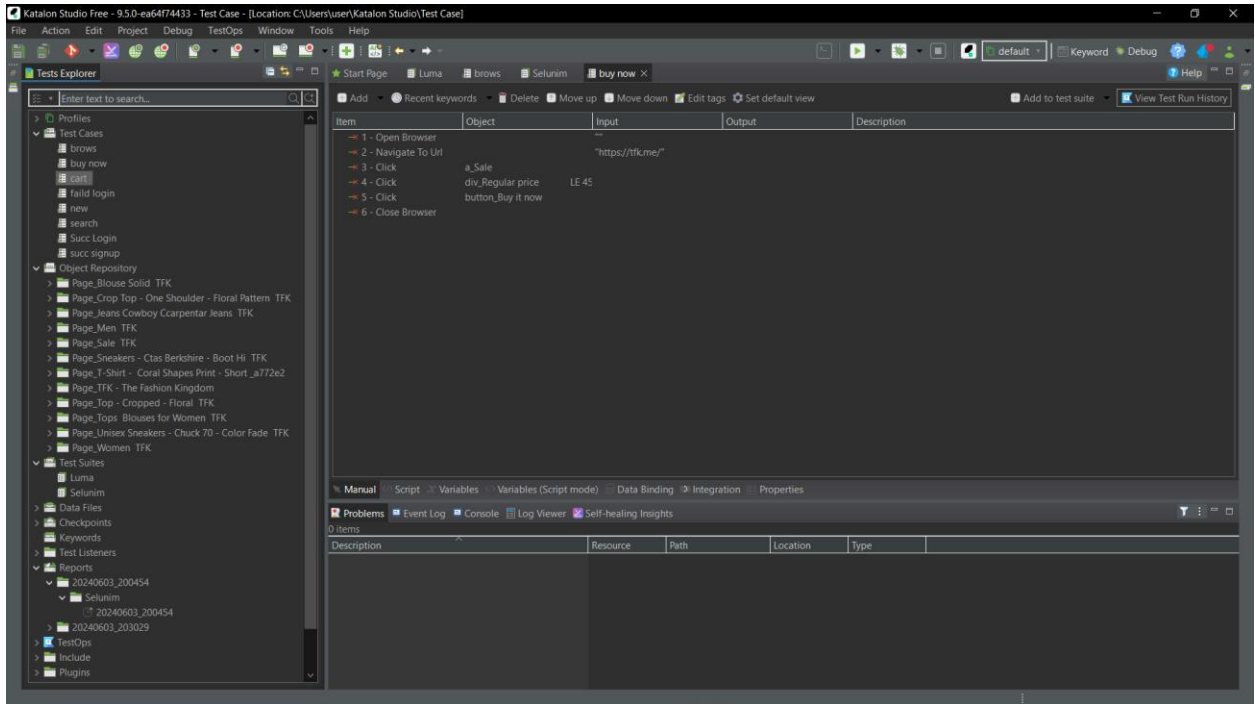 Katalon Studio Free - 9.5.0-ea64f74433 - Test Case - [Location: C:\Users\user\Katalon Studio\Test Case]
File Action Edit Project Debug TestOps Window Tools Help
default Keyword Debug
Tests Explorer
Enter text to search...
Profiles
Test Cases
brows
buy now
cart
faild login
new
search
Succ Login
succ signup
Object Repository
Page_Blouse Solid TFK
Page_Crop Top - One Shoulder - Floral Pattern TFK
Page_Jeans Cowboy Ccarpentar Jeans TFK
Page_Men TFK
Page_Sale TFK
Page_Sneakers - Ctas Berkshire - Boot Hi TFK
Page_T-Shirt - Coral Shapes Print - Short _a772e2
Page_TFK - The Fashion Kingdom
Page_Top - Cropped - Floral TFK
Page_Tops Blouses for Women TFK
Page_Unisex Sneakers - Chuck 70 - Color Fade TFK
Page_Women TFK
Test Suites
Luma
Selunim
Data Files
Checkpoints
Keywords
Test Listeners
Reports
20240603_200454
Selunim
20240603_200454
20240603_203029
TestOps
Include
Plugins
Start Page Luma brows Selunim buy now Help
Add Recent keywords Delete Move up Move down Edit tags Set default view Add to test suite View Test Run History
Item Object Input Output Description
1 - Open Browser ""
2 - Navigate To Url "https://tfk.me/"
3 - Click a_Sale
4 - Click div_Regular price LE 45
5 - Click button_Buy it now
6 - Close Browser
Manual Script Variables Variables (Script mode) Data Binding Integration Properties
Problems Event Log Console Log Viewer Self-healing Insights
0 items
Description Resource Path Location Type